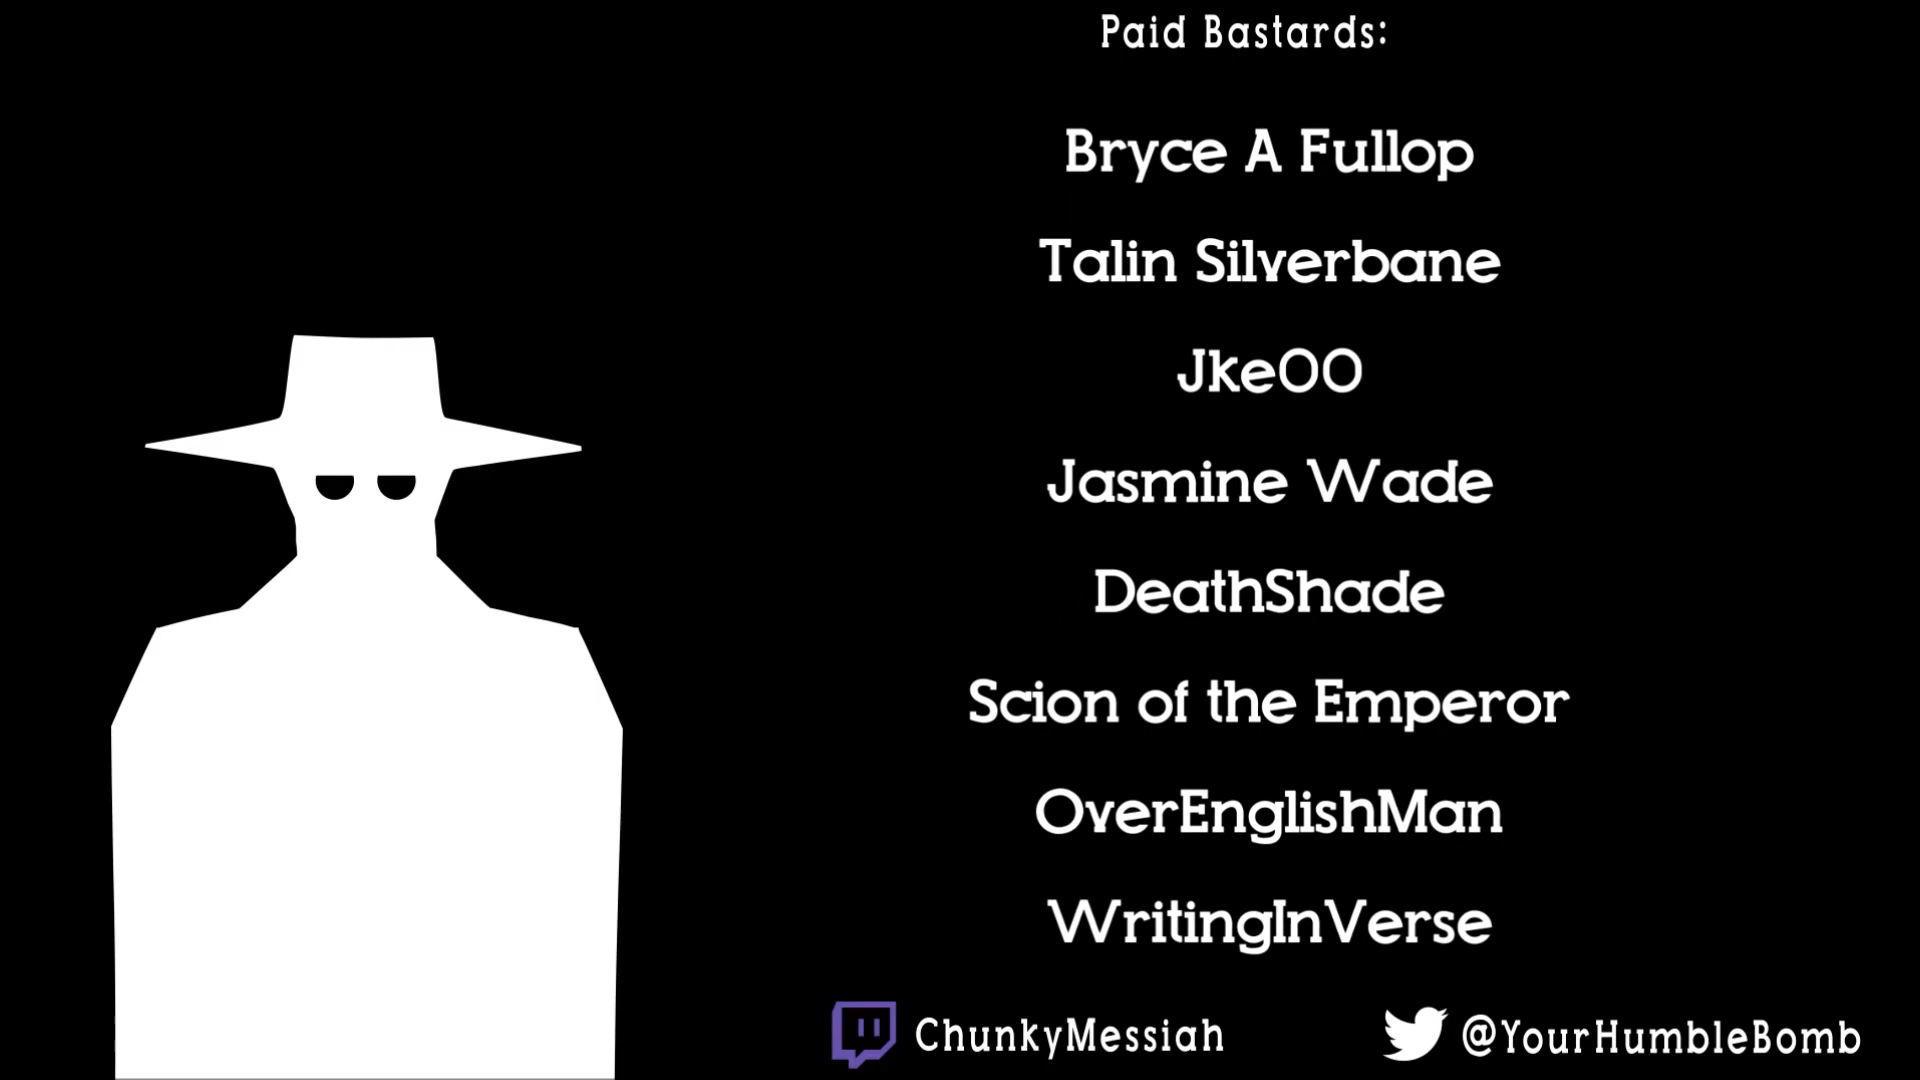 Paid Bastards:
Bryce A Fullop
Talin Silverbane
Jke00
Jasmine Wade
DeathShade
Scion of the Emperor
OverEnglishMan
WritingInVerse
ChunkyMessiah
@YourHumbleBomb